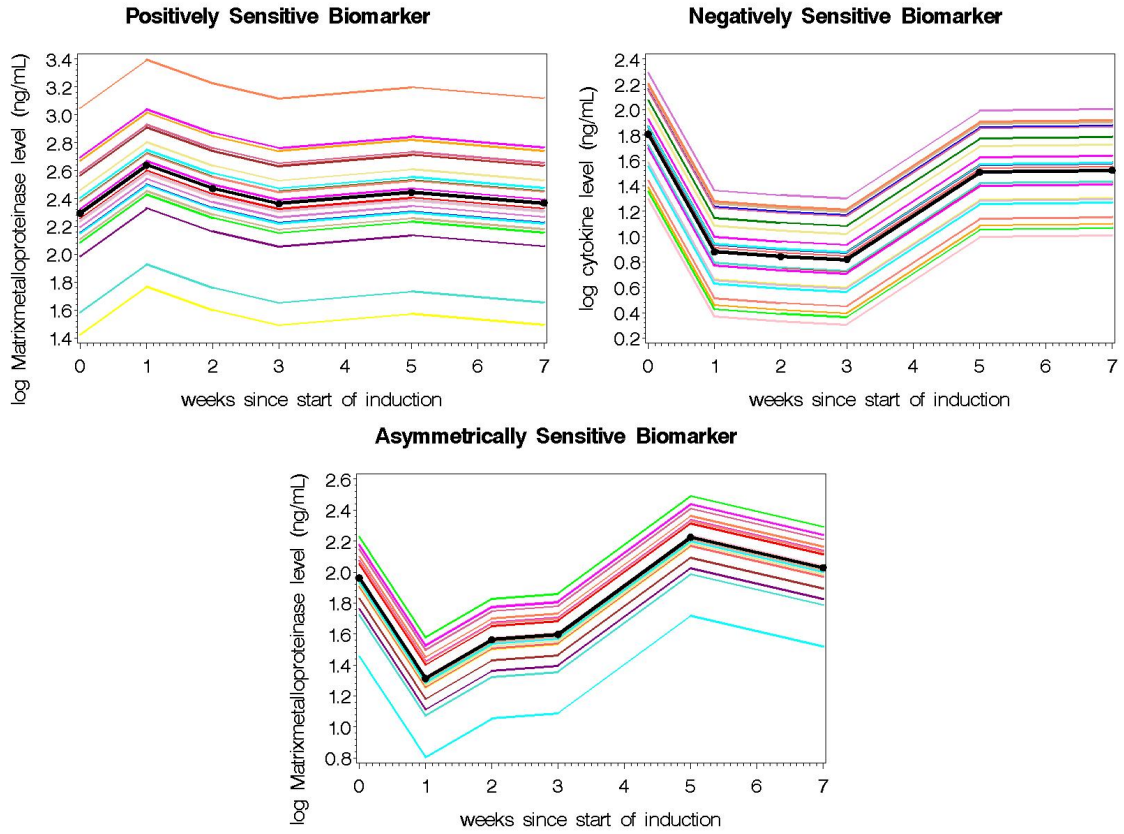 Positively Sensitive Biomarker
log Matrixmetalloproteinase level (ng/mL)
3.4
3.2
3.0
2.8
2.6
2.4
2.2
2.0
1.8
1.6
1.4
0 1 2 3 4 5 6 7
weeks since start of induction
Negatively Sensitive Biomarker
log cytokine level (ng/mL)
2.4
2.2
2.0
1.8
1.6
1.4
1.2
1.0
0.8
0.6
0.4
0.2
0 1 2 3 4 5 6 7
weeks since start of induction
Asymmetrically Sensitive Biomarker
log Matrixmetalloproteinase level (ng/mL)
2.6
2.4
2.2
2.0
1.8
1.6
1.4
1.2
1.0
0.8
0 1 2 3 4 5 6 7
weeks since start of induction